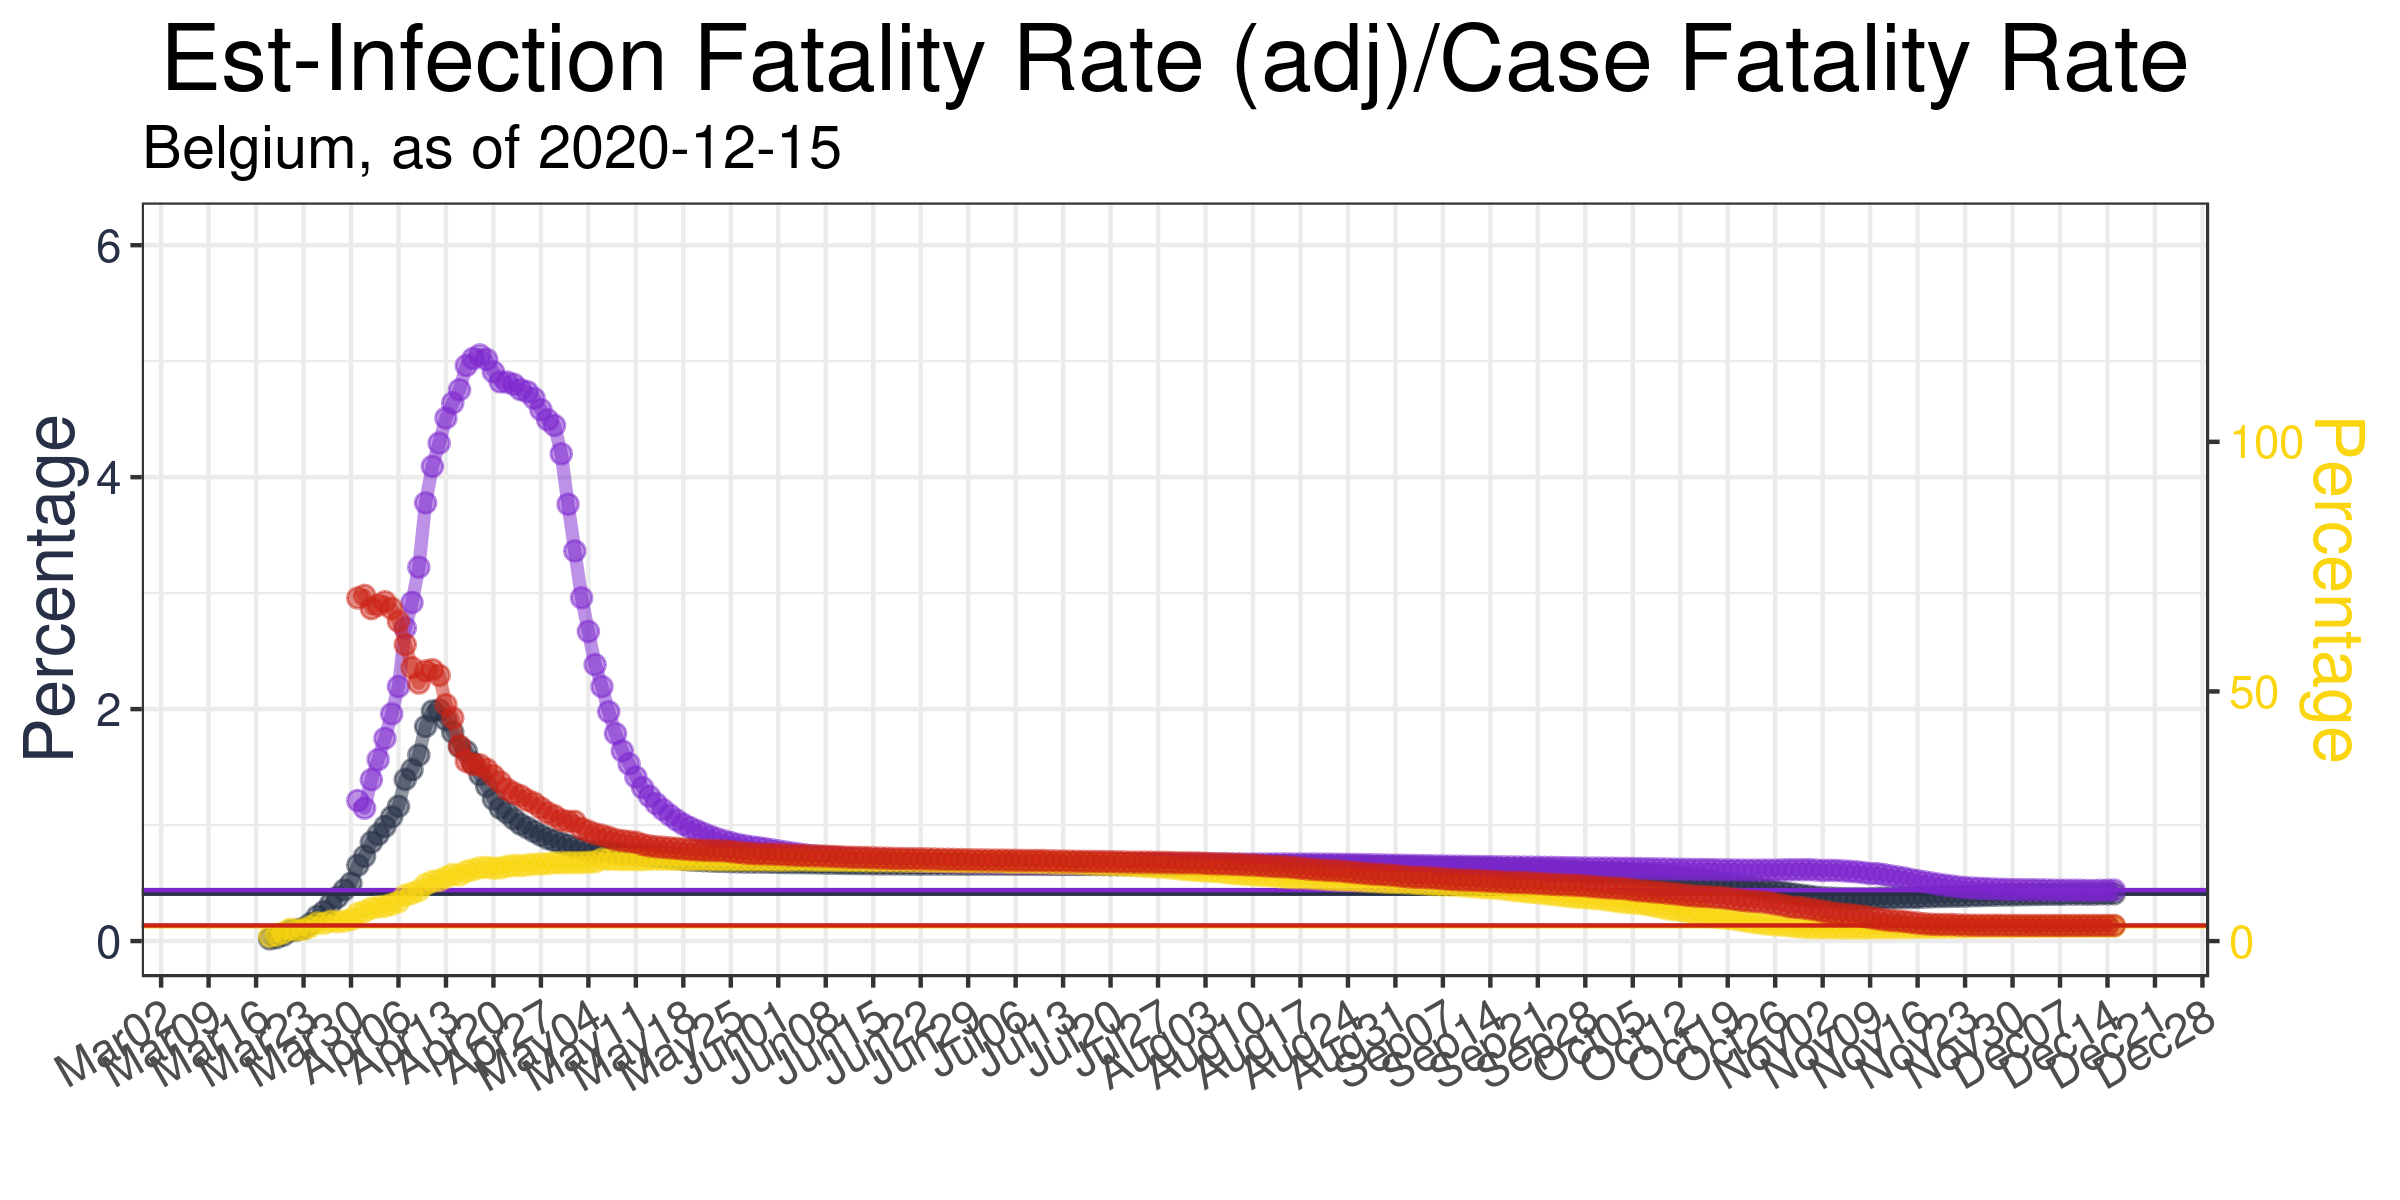 Est-Infection Fatality Rate (adj)/Case Fatality Rate
Belgium, as of 2020-12-15
Percentage
6
4
2
0
100
50
0
Percentage
Mar02
Mar09
Mar16
Mar23
Mar30
Apr06
Apr13
Apr20
Apr27
May04
May11
May18
May25
Jun01
Jun08
Jun15
Jun22
Jun29
Jul06
Jul13
Jul20
Jul27
Aug03
Aug10
Aug17
Aug24
Aug31
Sep07
Sep14
Sep21
Sep28
Oct05
Oct12
Oct19
Oct26
Nov02
Nov09
Nov16
Nov23
Nov30
Dec07
Dec14
Dec21
Dec28